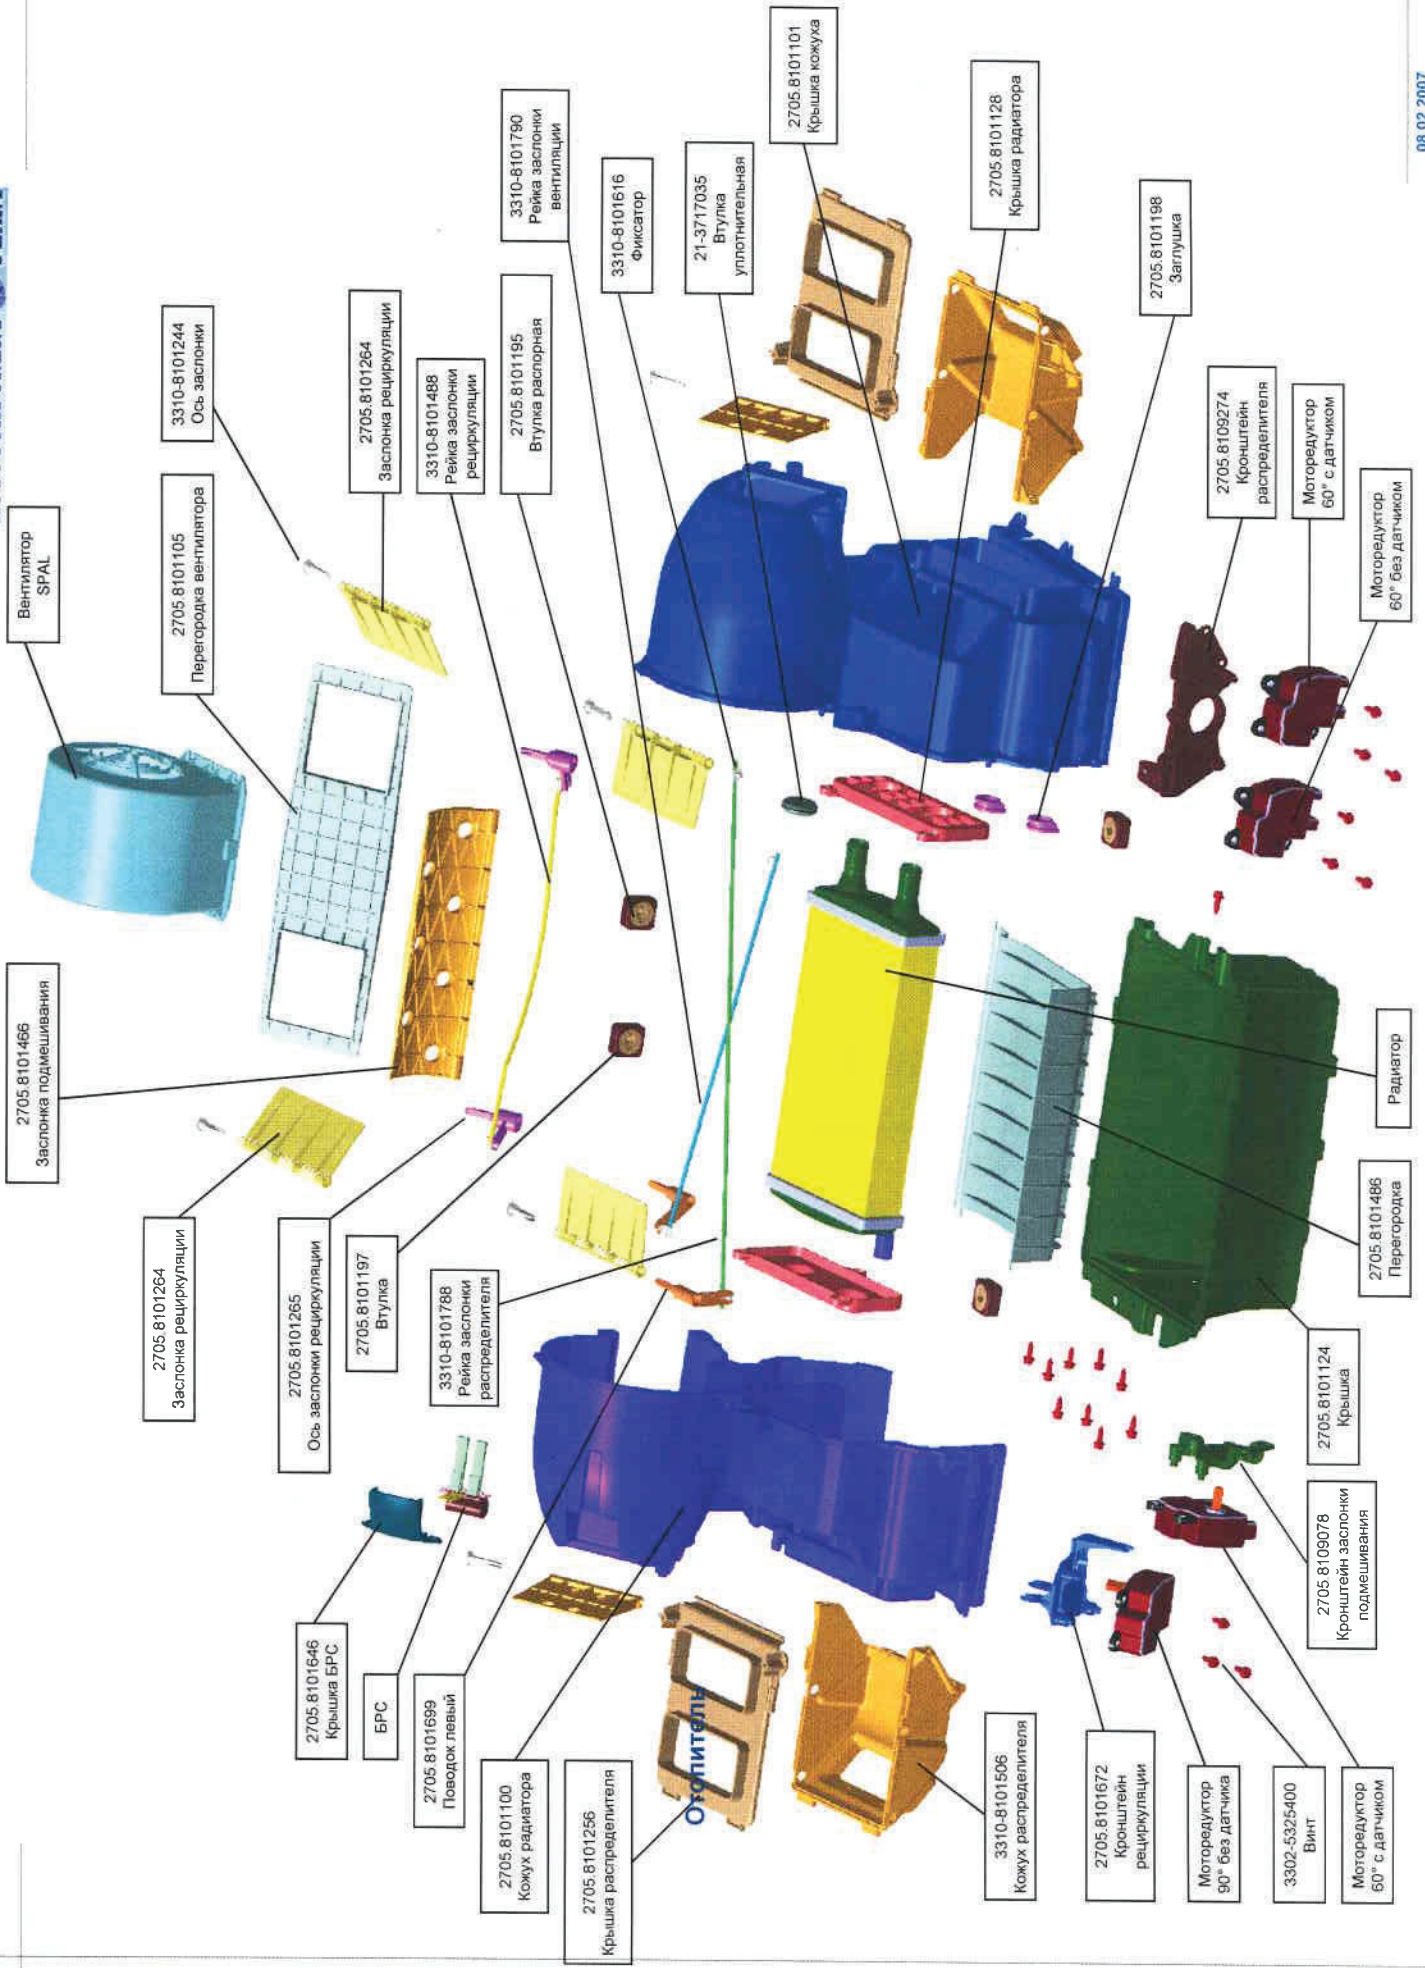 Отопитель
Вентилятор
SPAL
3310-8101244
Ось заслонки
2705.8101105
Перегородка вентилятора
2705.8101264
Заслонка рециркуляции
3310-8101488
Рейка заслонки
рециркуляции
2705.8101195
Втулка распорная
3310-8101790
Рейка заслонки
вентиляции
3310-8101616
Фиксатор
21-3717035
Втулка
уплотнительная
2705.8101101
Крышка кожуха
2705.8101128
Крышка радиатора
2705.8101198
Заглушка
2705.8109274
Кронштейн
распределителя
Моторедуктор
60° с датчиком
Моторедуктор
60° без датчиком
2705.8101466
Заслонка подмешивания
2705.8101264
Заслонка рециркуляции
2705.8101265
Ось заслонки рециркуляции
2705.8101197
Втулка
3310-8101788
Рейка заслонки
распределителя
2705.8101646
Крышка БРС
БРС
2705.8101699
Поводок левый
2705.8101100
Кожух радиатора
2705.8101256
Крышка распределителя
3310-8101506
Кожух распределителя
2705.8101672
Кронштейн
рециркуляции
Моторедуктор
90° без датчика
3302-5325400
Винт
Моторедуктор
60° с датчиком
2705.8109078
Кронштейн заслонки
подмешивания
2705.8101124
Крышка
2705.8101486
Перегородка
Радиатор
08.02.2007